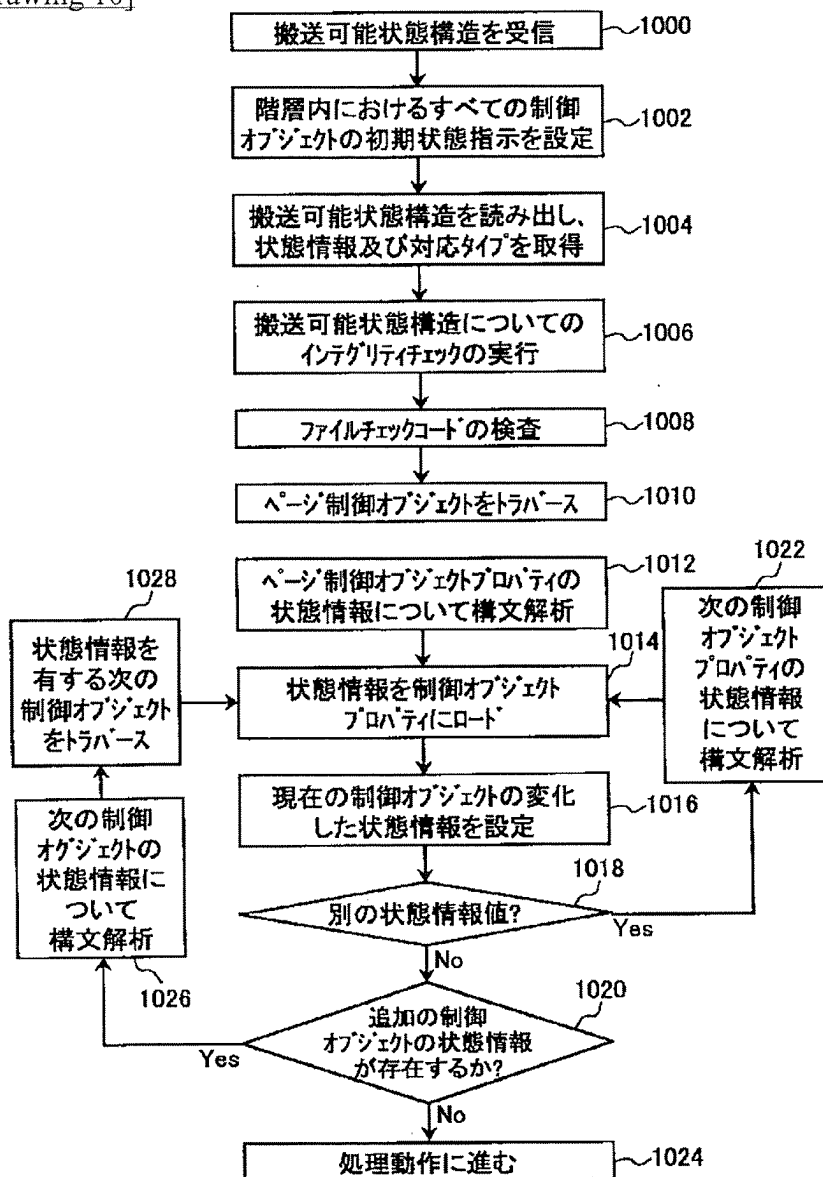 awing 10]
搬送可能状態構造を受信
1000
階層内におけるすべての制御
オブジェクトの初期状態指示を設定
1002
搬送可能状態構造を読み出し、
状態情報及び対応タイプを取得
1004
搬送可能状態構造についての
インテグリティチェックの実行
1006
ファイルチェックコードの検査
1008
ページ制御オブジェクトをトラバース
1010
1012
ページ制御オブジェクトプロパティの
状態情報について構文解析
1022
次の制御
オブジェクト
プロパティの
状態情報
について
構文解析
1028
状態情報を
有する次の
制御オブジェクト
をトラバース
1014
状態情報を制御オブジェクト
プロパティにロード
現在の制御オブジェクトの変化
した状態情報を設定
1016
次の制御
オグジェクトの
状態情報に
ついて
構文解析
1026
1018
別の状態情報値?
Yes
No
1020
追加の制御
オブジェクトの状態情報
が存在するか?
Yes
No
処理動作に進む
1024